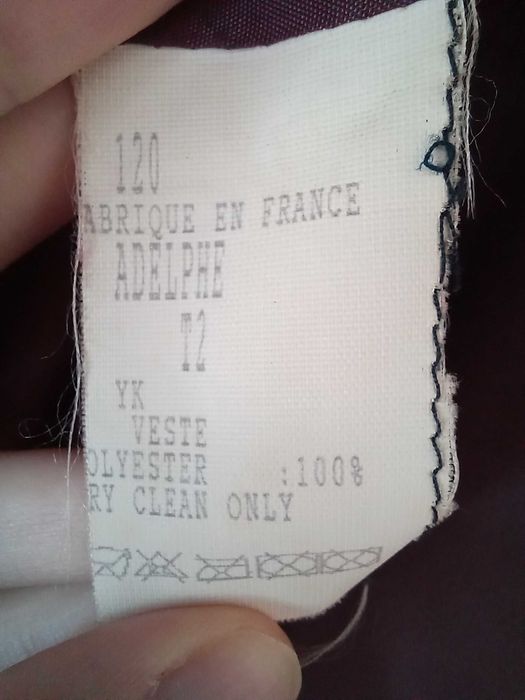 120
ABRIQUE EN FRANCE
ADELPHE
T2
YK
VESTE
OLYESTER :100%
RY CLEAN ONLY